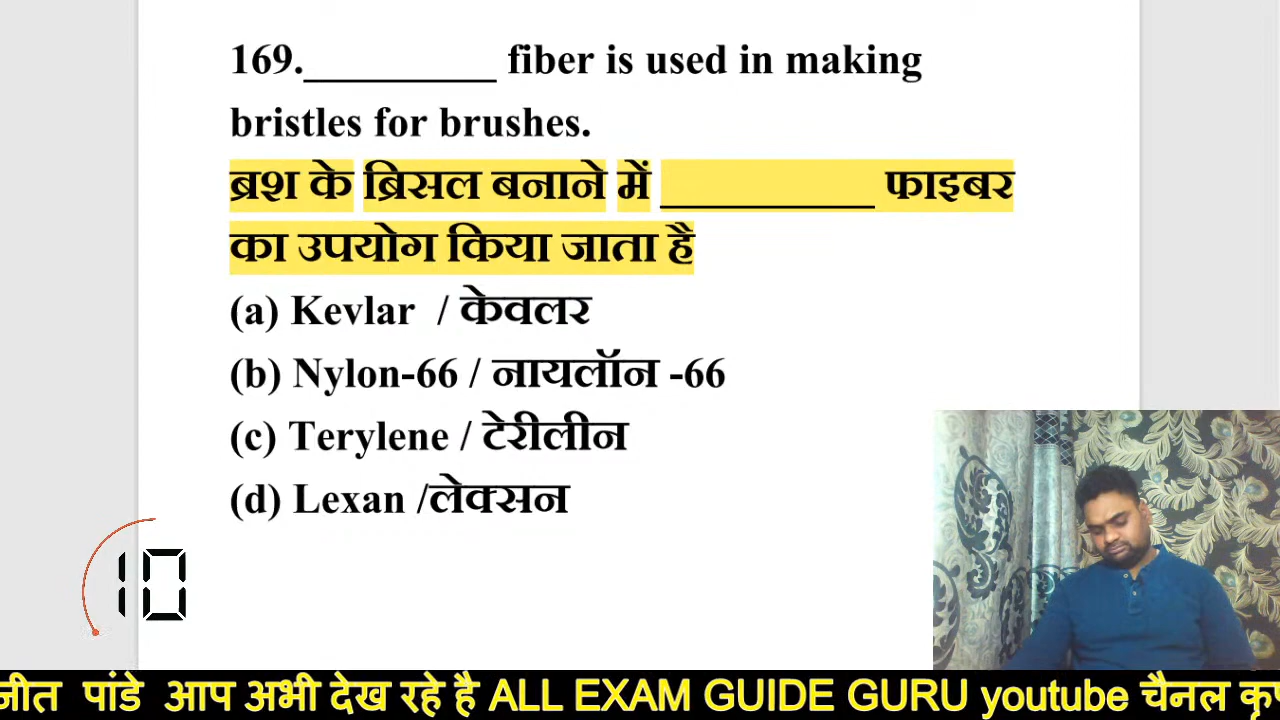 169._________ fiber is used in making
bristles for brushes.
ब्रश के ब्रिसल बनाने में __________ फाइबर
का उपयोग किया जाता है
(a) Kevlar / केवलर
(b) Nylon-66 / नायलॉन -66
(c) Terylene / टेरीलीन
(d) Lexan /लेक्सन
10
जीत पांडे आप अभी देख रहे है ALL EXAM GUIDE GURU youtube चैनल कृ